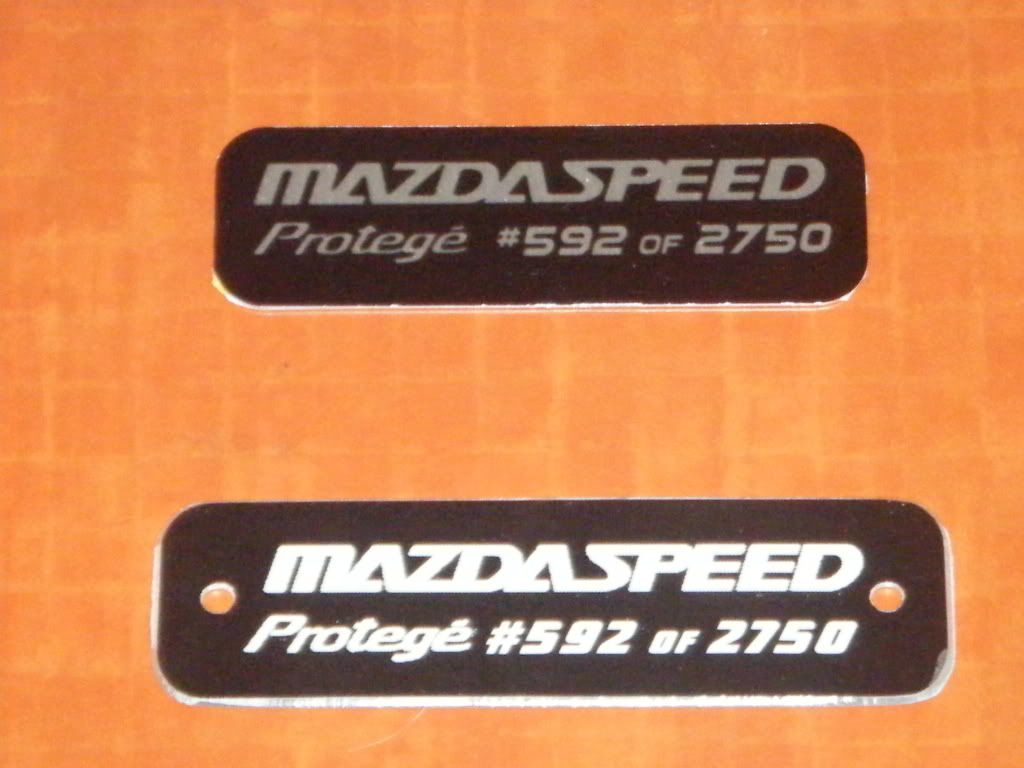 MAZDASPEED
Protegé #592 OF 2750
MAZDASPEED
Protegé #592 OF 2750